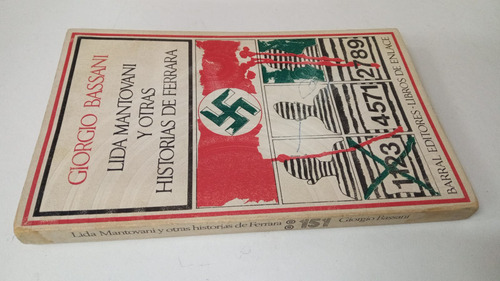 GIORGIO BASSANI
LIDA MANTOVANI
Y OTRAS
HISTORIAS DE FERRARA
2789
4571
1123
BARRAL EDITORES - LIBROS DE ENLACE
Lida Mantovani y otras historias de Ferrara 151 Giorgio Bassani